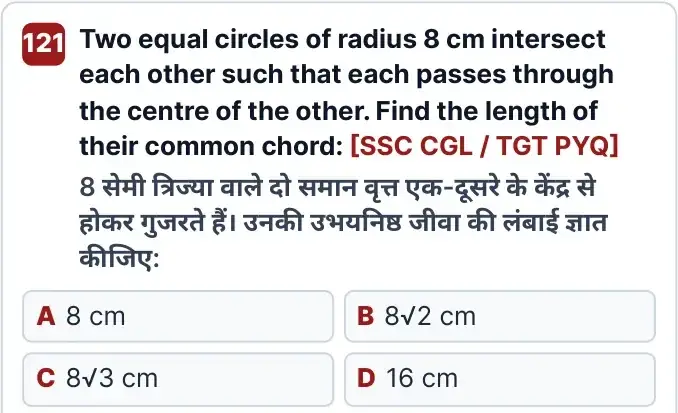 121 Two equal circles of radius 8 cm intersect
each other such that each passes through
the centre of the other. Find the length of
their common chord: [SSC CGL / TGT PYQ]
8 सेमी त्रिज्या वाले दो समान वृत्त एक-दूसरे के केंद्र से
होकर गुजरते हैं। उनकी उभयनिष्ठ जीवा की लंबाई ज्ञात
कीजिए:
A 8 cm
B 8√2 cm
C 8√3 cm
D 16 cm